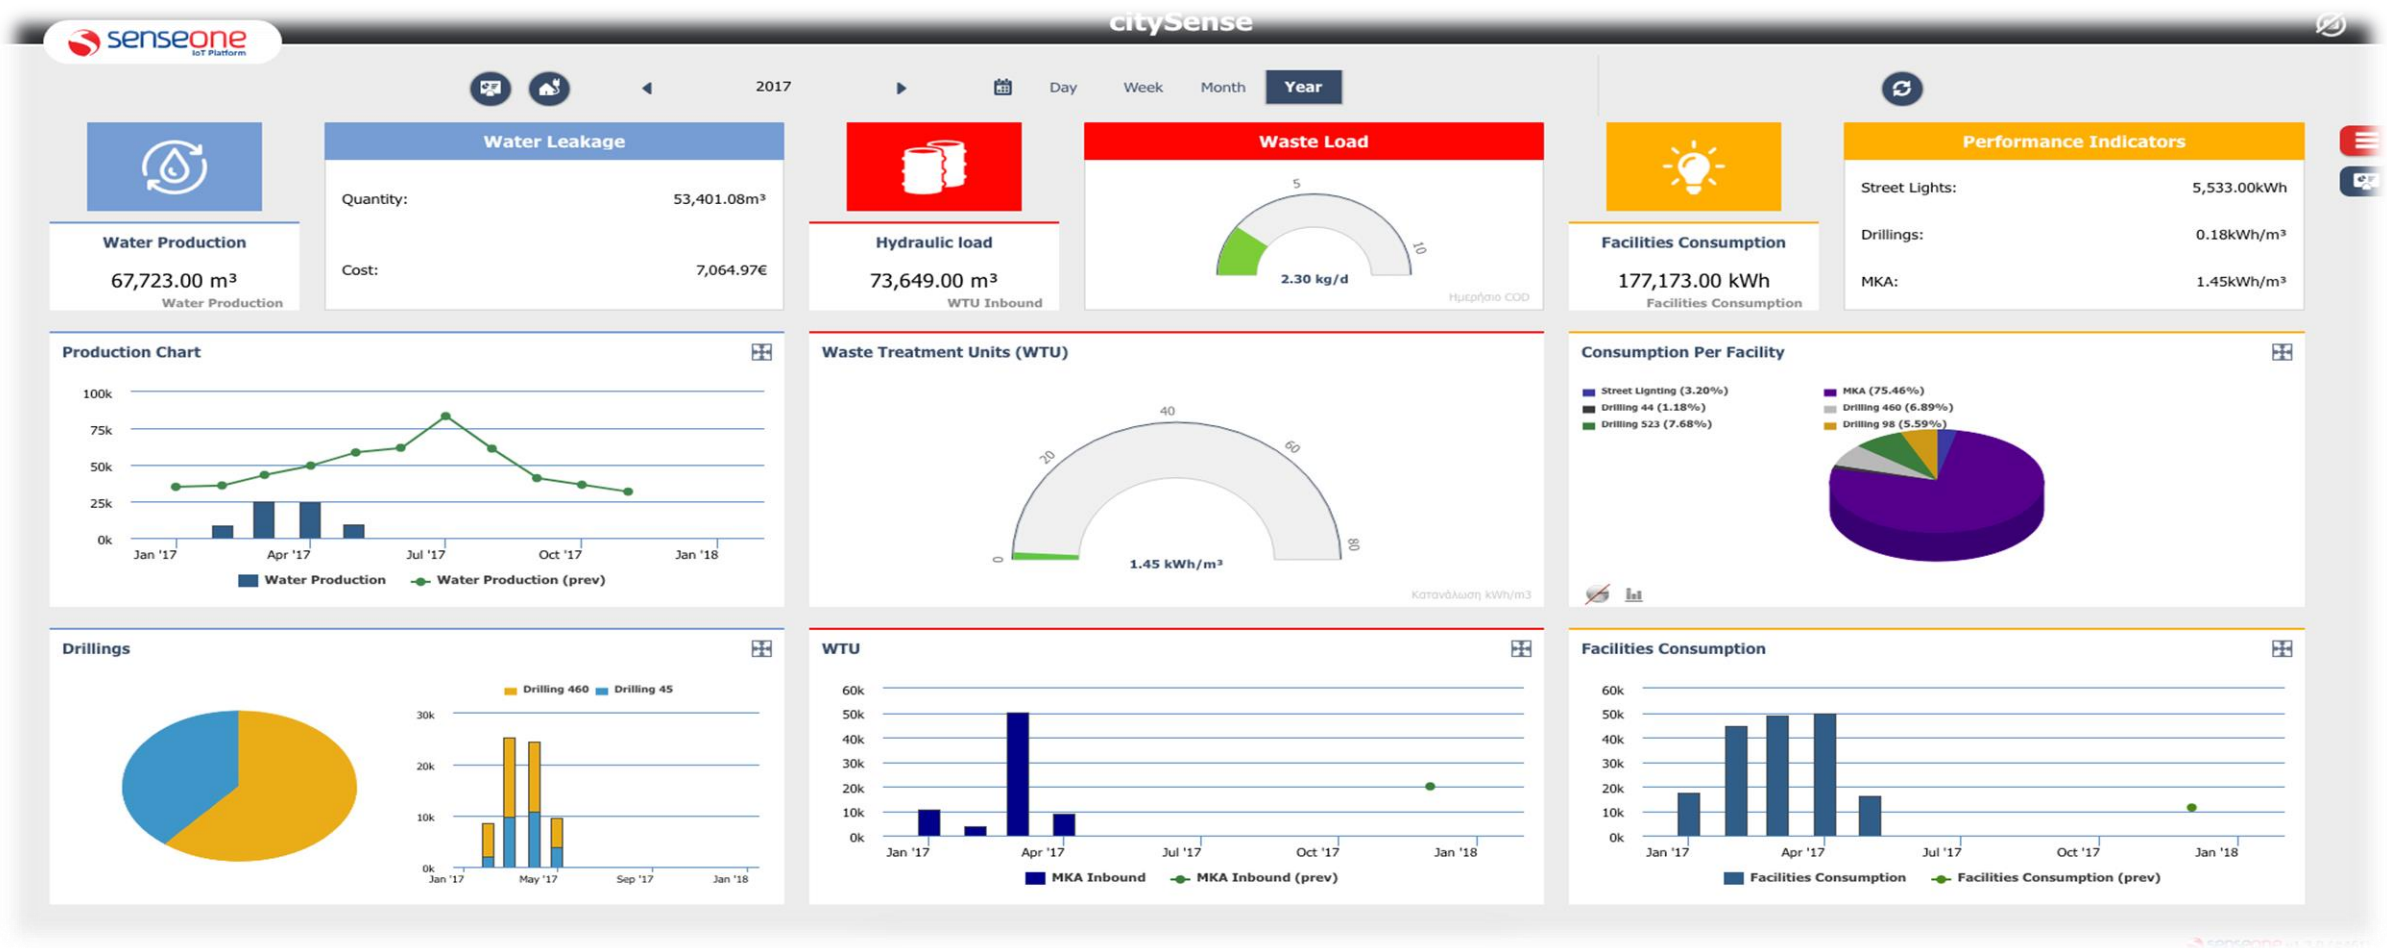 citySense
senseone
IoT Platform
2017
Day
Week
Month
Year
Water Production
67,723.00 m³
Water Production
Water Leakage
Quantity: 53,401.08m³
Cost: 7,064.97€
Hydraulic load
73,649.00 m³
WTU Inbound
Waste Load
5
10
2.30 kg/d
Ημερήσιο COD
Facilities Consumption
177,173.00 kWh
Facilities Consumption
Performance Indicators
Street Lights: 5,533.00kWh
Drillings: 0.18kWh/m³
MKA: 1.45kWh/m³
Production Chart
100k
75k
50k
25k
0k
Jan '17 Apr '17 Jul '17 Oct '17 Jan '18
Water Production Water Production (prev)
Waste Treatment Units (WTU)
0
20
40
60
80
1.45 kWh/m³
Κατανάλωση kWh/m3
Consumption Per Facility
Street Lignting (3.20%) MKA (75.46%)
Drilling 44 (1.18%) Drilling 460 (6.89%)
Drilling 523 (7.68%) Drilling 98 (5.59%)
Drillings
Drilling 460 Drilling 45
30k
20k
10k
0k
Jan '17 May '17 Sep '17 Jan '18
WTU
60k
50k
40k
30k
20k
10k
0k
Jan '17 Apr '17 Jul '17 Oct '17 Jan '18
MKA Inbound MKA Inbound (prev)
Facilities Consumption
60k
50k
40k
30k
20k
10k
0k
Jan '17 Apr '17 Jul '17 Oct '17 Jan '18
Facilities Consumption Facilities Consumption (prev)